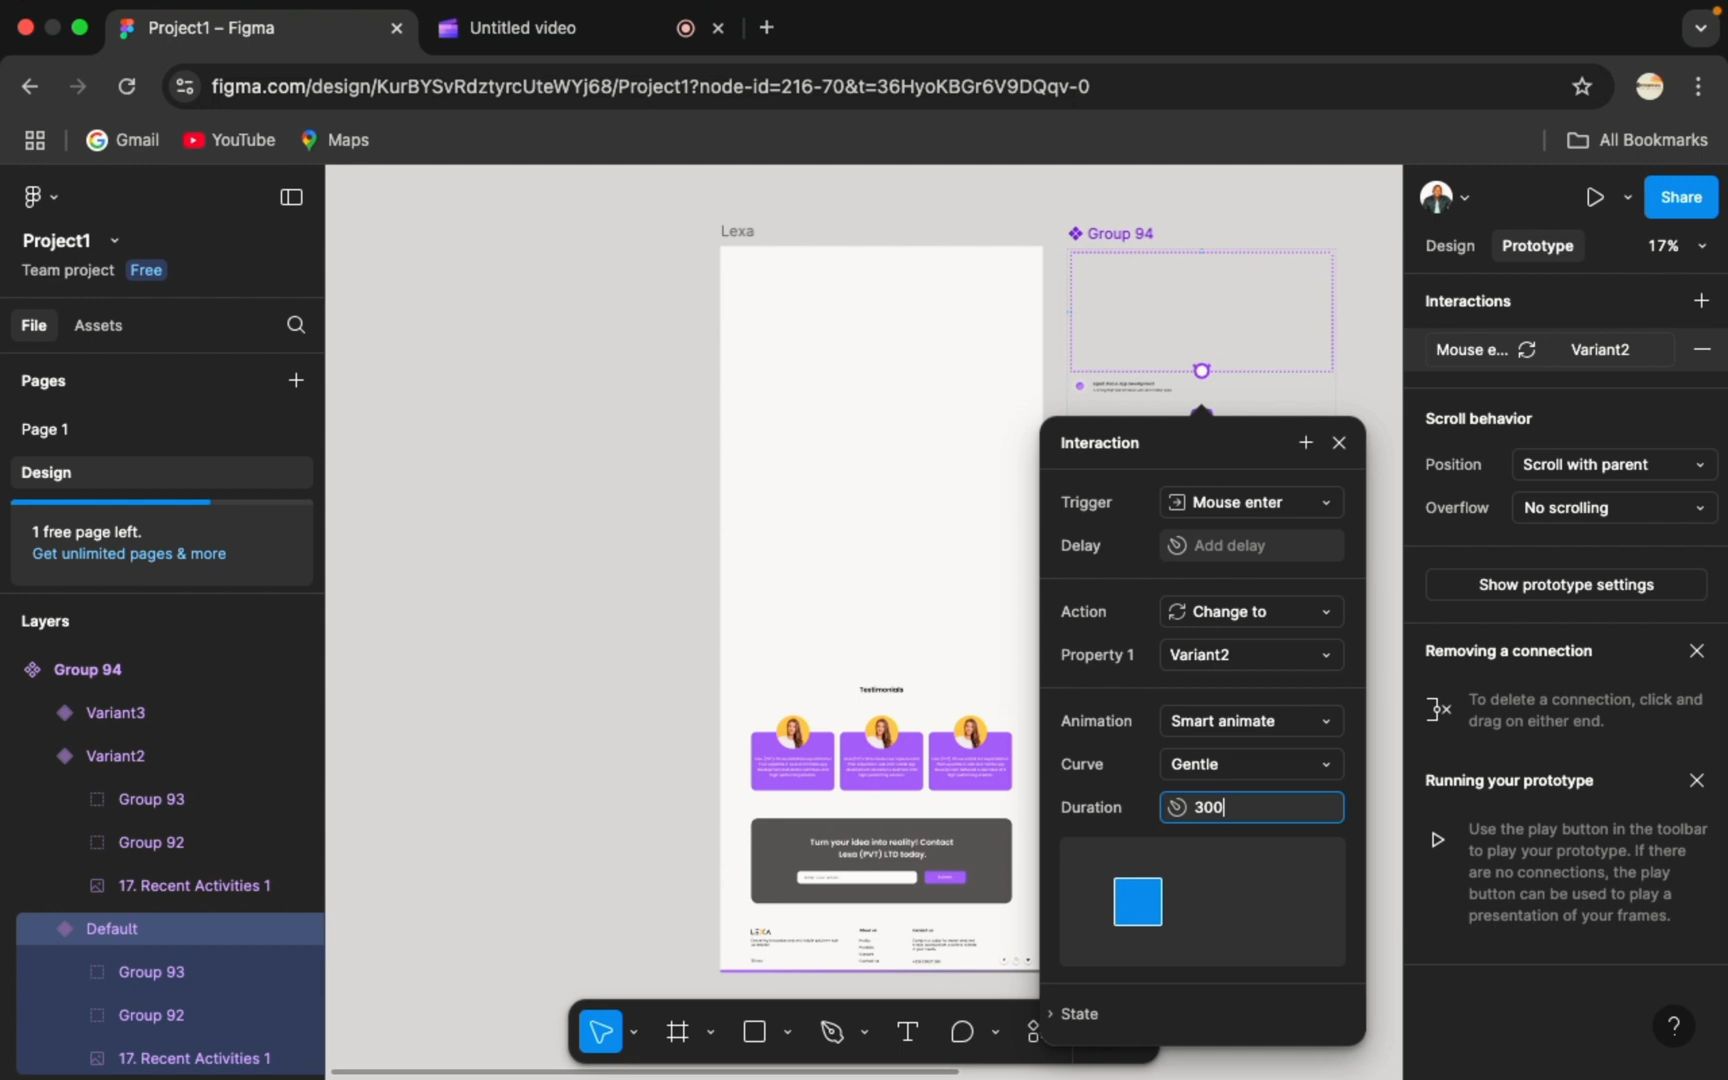 Project1 – Figma
Untitled video
figma.com/design/KurBYSvRdztyrcUteWYj68/Project1?node-id=216-70&t=36HyoKBGr6V9DQqv-0
Gmail
YouTube
Maps
All Bookmarks
Project1
Team project Free
File
Assets
Pages
Page 1
Design
1 free page left.
Get unlimited pages & more
Layers
Group 94
Variant3
Variant2
Group 93
Group 92
17. Recent Activities 1
Default
Group 93
Group 92
17. Recent Activities 1
Lexa
Group 94
Testimonials
Turn your idea into reality! Contact
Lexa (PVT) LTD today.
LEXA
About us
Contact us
Interaction
Trigger
Mouse enter
Delay
Add delay
Action
Change to
Property 1
Variant2
Animation
Smart animate
Curve
Gentle
Duration
300
State
Share
Design
Prototype
17%
Interactions
Mouse e...
Variant2
Scroll behavior
Position
Scroll with parent
Overflow
No scrolling
Show prototype settings
Removing a connection
To delete a connection, click and
drag on either end.
Running your prototype
Use the play button in the toolbar
to play your prototype. If there
are no connections, the play
button can be used to play a
presentation of your frames.
?